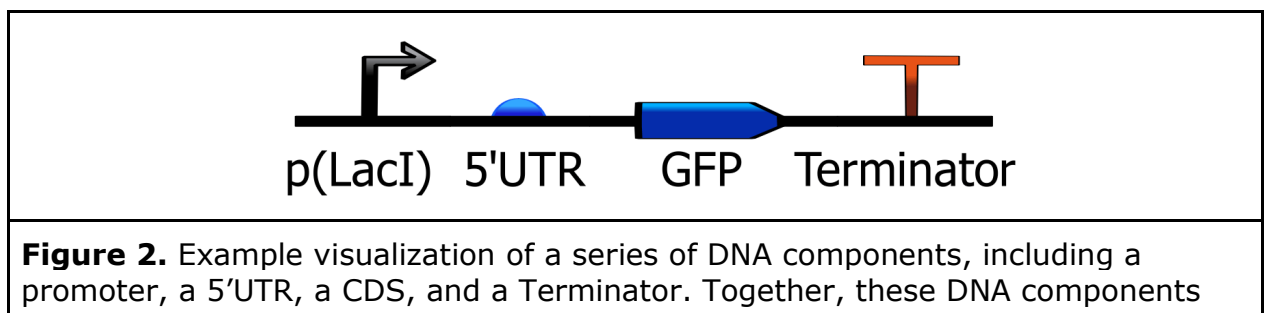 p(LacI) 5'UTR GFP Terminator
Figure 2. Example visualization of a series of DNA components, including a
promoter, a 5’UTR, a CDS, and a Terminator. Together, these DNA components